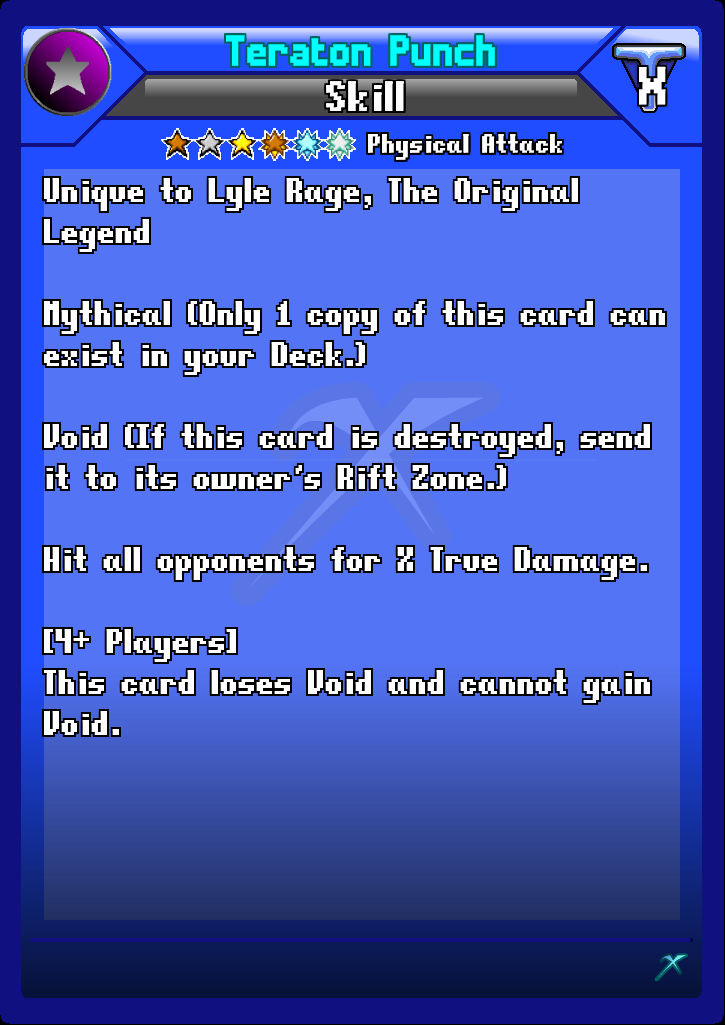 Teraton Punch
X
Skill
Physical Attack
Unique to Lyle Rage, The Original
Legend
Mythical (Only 1 copy of this card can
exist in your Deck.)
Void (If this card is destroyed, send
it to its owner's Rift Zone.)
Hit all opponents for X True Damage.
[4+ Players]
This card loses Void and cannot gain
Void.